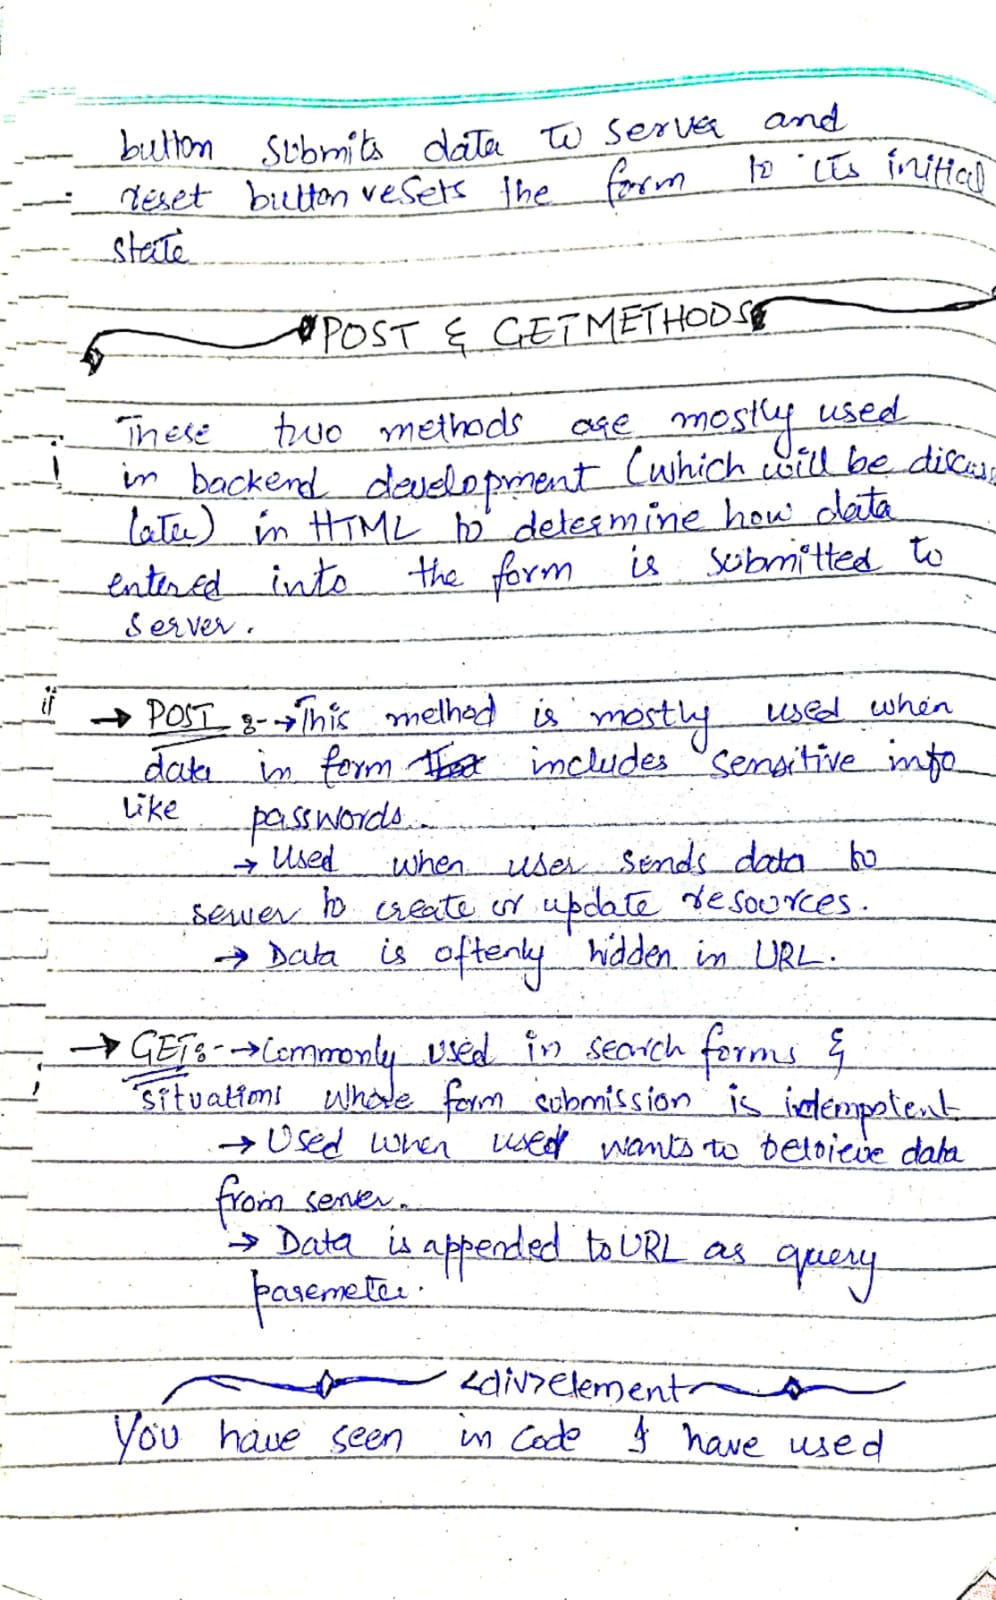 button submits data to server and
reset button resets the form to its initial
state
POST & GET METHODS
These two methods are mostly used
in backend development (which will be discuss
later) in HTML to determine how data
entered into the form is submitted to
server.
→ POST :- → This method is mostly used when
data in form includes sensitive info
like passwords.
→ Used when user sends data to
server to create or update resources.
→ Data is oftenly hidden in URL.
→ GET :- → Commonly used in search forms &
situations whose form submission is idempotent
→ Used when used wants to retrieve data
from server.
→ Data is appended to URL as query
paremeter.
<div> element
You have seen in code I have used